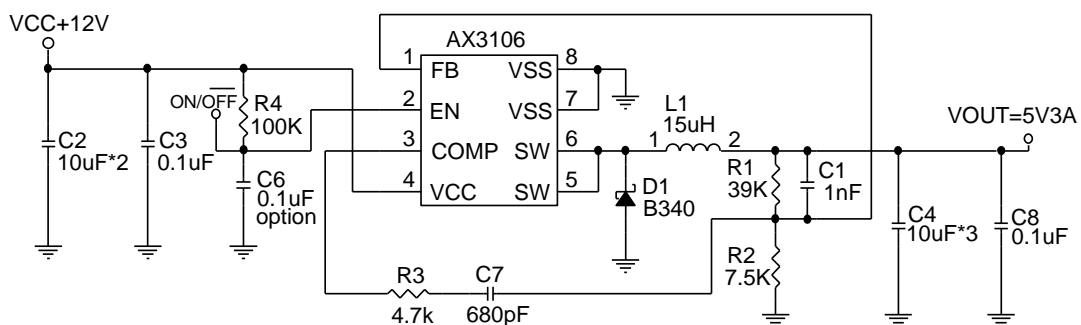 VCC+12V
AX3106
1 FB VSS 8
2 EN VSS 7
3 COMP SW 6
4 VCC SW 5
ON/OFF
R4
100K
C2
10uF*2
C3
0.1uF
C6
0.1uF
option
L1
15uH
1 2
VOUT=5V3A
D1
B340
R1
39K
C1
1nF
R2
7.5K
C4
10uF*3
C8
0.1uF
R3
4.7k
C7
680pF